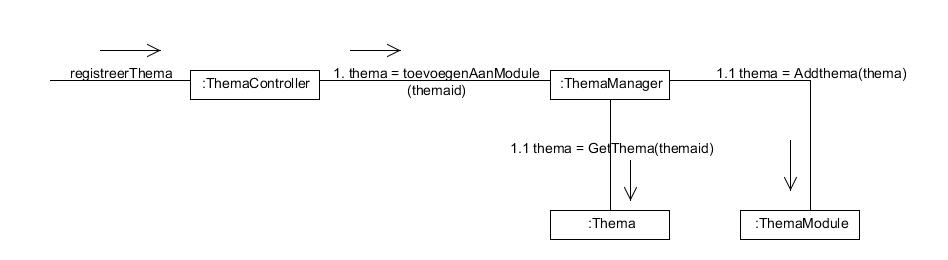 registreerThema
:ThemaController
1. thema = toevoegenAanModule
(themaid)
:ThemaManager
1.1 thema = Addthema(thema)
1.1 thema = GetThema(themaid)
:Thema
:ThemaModule